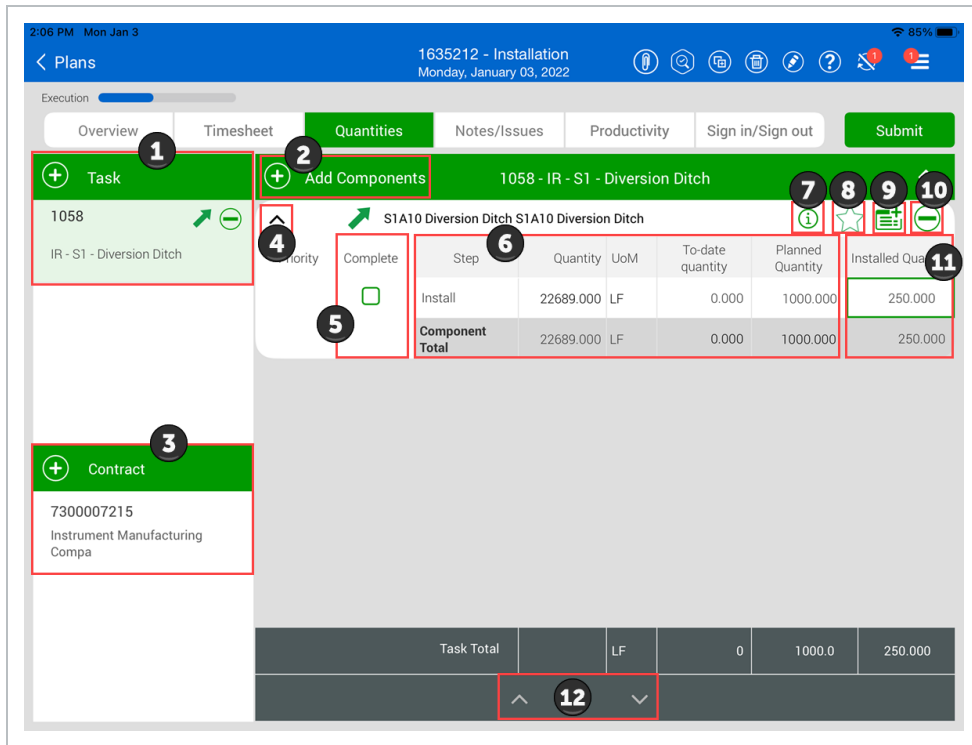 2:06 PM Mon Jan 3
85%
Plans
1635212 - Installation
Monday, January 03, 2022
1
1
Execution
Overview
Timesheet
Quantities
Notes/Issues
Productivity
Sign in/Sign out
Submit
1
2
Task
Add Components
1058 - IR - S1 - Diversion Ditch
7
8
9
10
1058
IR - S1 - Diversion Ditch
S1A10 Diversion Ditch S1A10 Diversion Ditch
4
6
11
Complete
Step
Quantity
UoM
To-date
quantity
Planned
Quantity
Installed
Install
22689.000
LF
0.000
1000.000
250.000
5
Component
Total
22689.000
LF
0.000
1000.000
250.000
3
Contract
7300007215
Instrument Manufacturing
Compa
Task Total
LF
0
1000.0
250.000
12